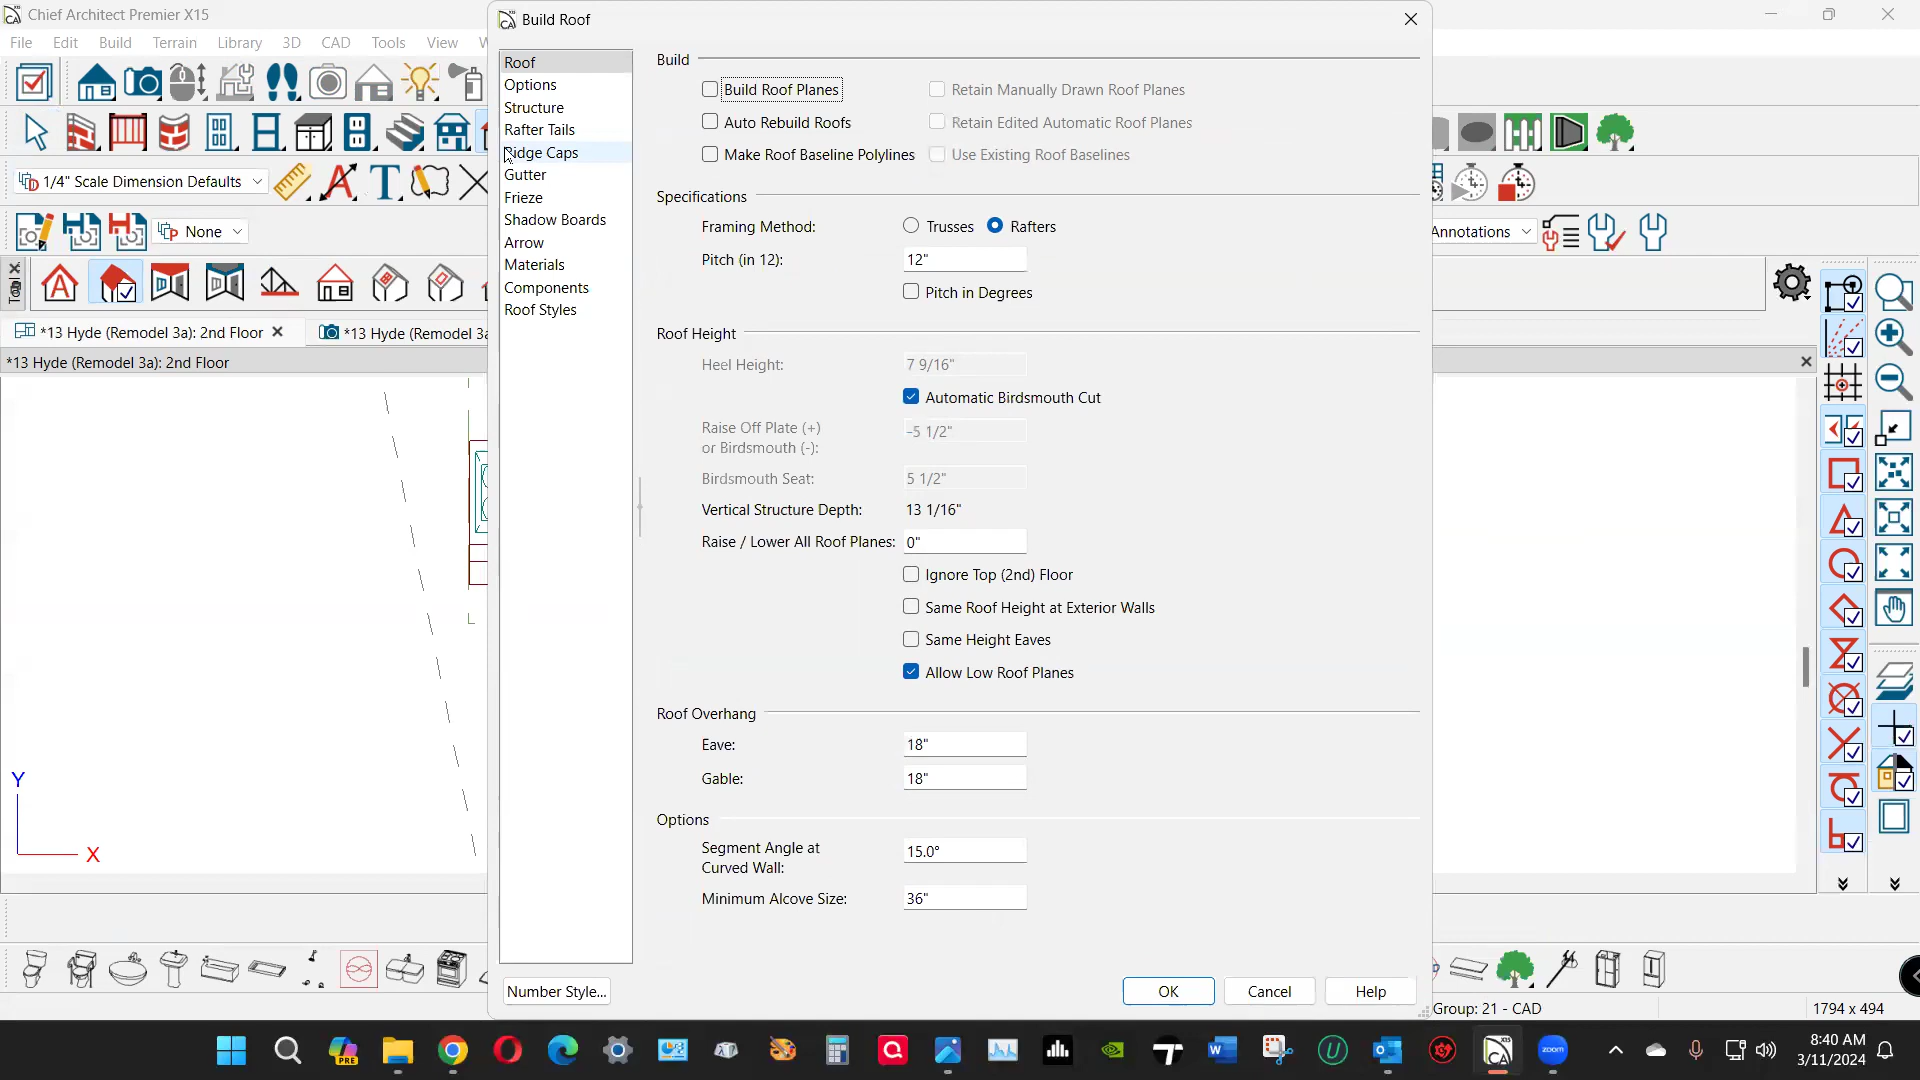 Chief Architect Premier X15
File Edit Build Terrain Library 3D CAD Tools View W
1/4" Scale Dimension Defaults
None
*13 Hyde (Remodel 3a): 2nd Floor
*13 Hyde (Remodel 3a
*13 Hyde (Remodel 3a): 2nd Floor
Y
X
Build Roof
Roof
Options
Structure
Rafter Tails
Ridge Caps
Gutter
Frieze
Shadow Boards
Arrow
Materials
Components
Roof Styles
Build
Build Roof Planes
Retain Manually Drawn Roof Planes
Auto Rebuild Roofs
Retain Edited Automatic Roof Planes
Make Roof Baseline Polylines
Use Existing Roof Baselines
Specifications
Framing Method: Trusses Rafters
Pitch (in 12): 12"
Pitch in Degrees
Roof Height
Heel Height: 7 9/16"
Automatic Birdsmouth Cut
Raise Off Plate (+)
or Birdsmouth (-): -5 1/2"
Birdsmouth Seat: 5 1/2"
Vertical Structure Depth: 13 1/16"
Raise / Lower All Roof Planes: 0"
Ignore Top (2nd) Floor
Same Roof Height at Exterior Walls
Same Height Eaves
Allow Low Roof Planes
Roof Overhang
Eave: 18"
Gable: 18"
Options
Segment Angle at
Curved Wall: 15.0°
Minimum Alcove Size: 36"
Number Style...
OK
Cancel
Help
Annotations
Group: 21 - CAD
1794 x 494
8:40 AM
3/11/2024